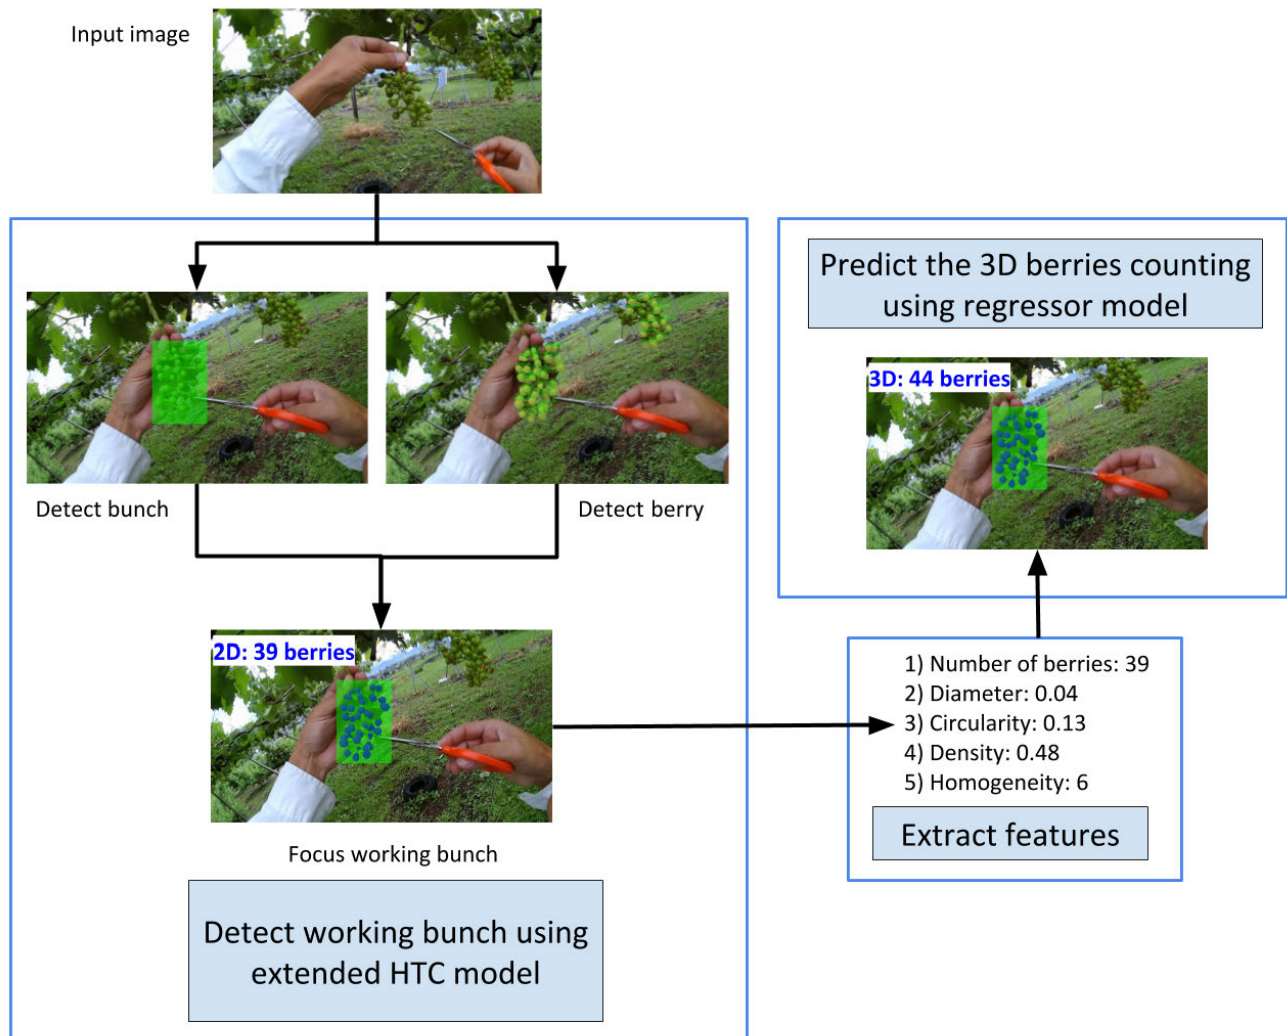 Input image
Detect bunch
Detect berry
2D: 39 berries
Focus working bunch
Detect working bunch using
extended HTC model
1) Number of berries: 39
2) Diameter: 0.04
3) Circularity: 0.13
4) Density: 0.48
5) Homogeneity: 6
Extract features
Predict the 3D berries counting
using regressor model
3D: 44 berries